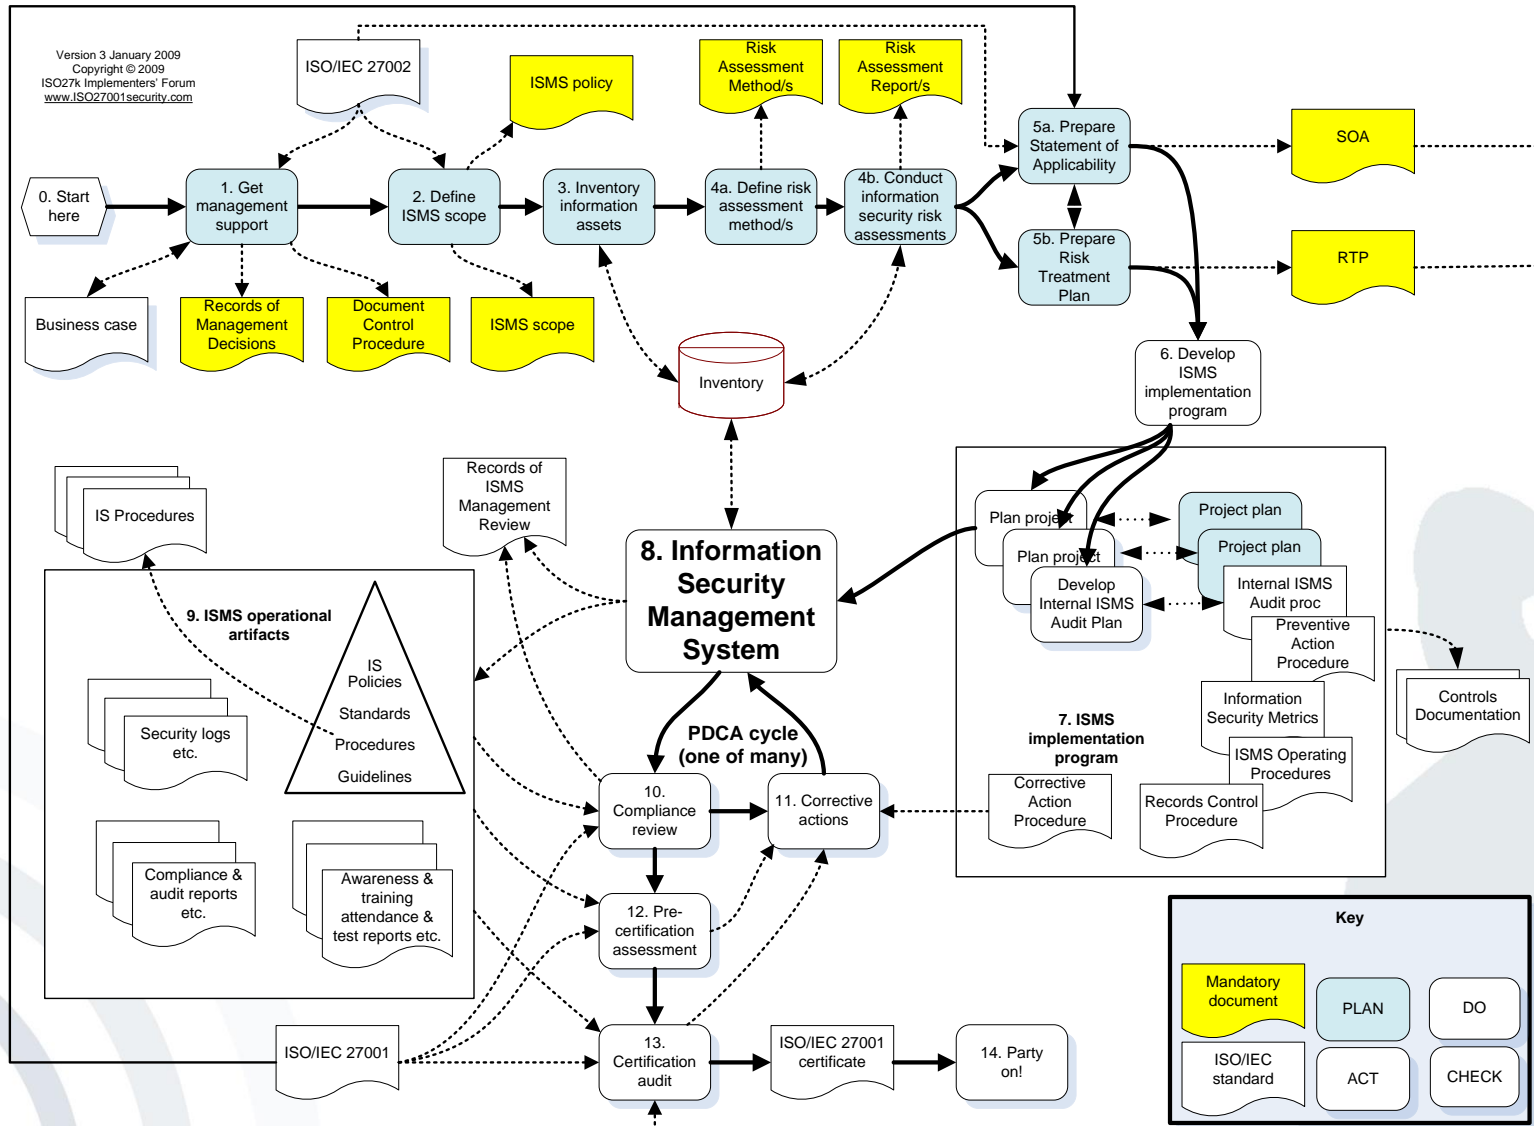 Version 3 January 2009
Copyright © 2009
ISO27k Implementers' Forum
www.ISO27001security.com
ISO/IEC 27002
ISMS policy
Risk
Assessment
Method/s
Risk
Assessment
Report/s
5a. Prepare
Statement of
Applicability
SOA
0. Start
here
1. Get
management
support
2. Define
ISMS scope
3. Inventory
information
assets
4a. Define risk
assessment
method/s
4b. Conduct
information
security risk
assessments
5b. Prepare
Risk
Treatment
Plan
RTP
Business case
Records of
Management
Decisions
Document
Control
Procedure
ISMS scope
Inventory
6. Develop
ISMS
implementation
program
IS Procedures
Records of
ISMS
Management
Review
8. Information
Security
Management
System
Plan project
Plan project
Develop
Internal ISMS
Audit Plan
Project plan
Project plan
Internal ISMS
Audit proc
Preventive
Action
Procedure
Information
Security Metrics
ISMS Operating
Procedures
Records Control
Procedure
Controls
Documentation
7. ISMS
implementation
program
Corrective
Action
Procedure
9. ISMS operational
artifacts
IS
Policies
Standards
Procedures
Guidelines
Security logs
etc.
Compliance &
audit reports
etc.
Awareness &
training
attendance &
test reports etc.
PDCA cycle
(one of many)
10.
Compliance
review
11. Corrective
actions
12. Pre-
certification
assessment
ISO/IEC 27001
13.
Certification
audit
ISO/IEC 27001
certificate
14. Party
on!
Key
Mandatory
document
PLAN
DO
ISO/IEC
standard
ACT
CHECK